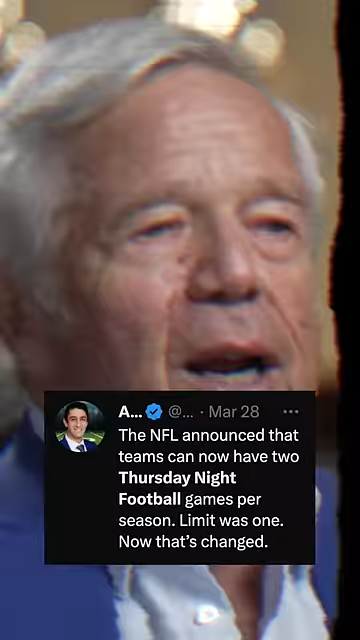 A... @... · Mar 28 ···
The NFL announced that
teams can now have two
Thursday Night
Football games per
season. Limit was one.
Now that's changed.